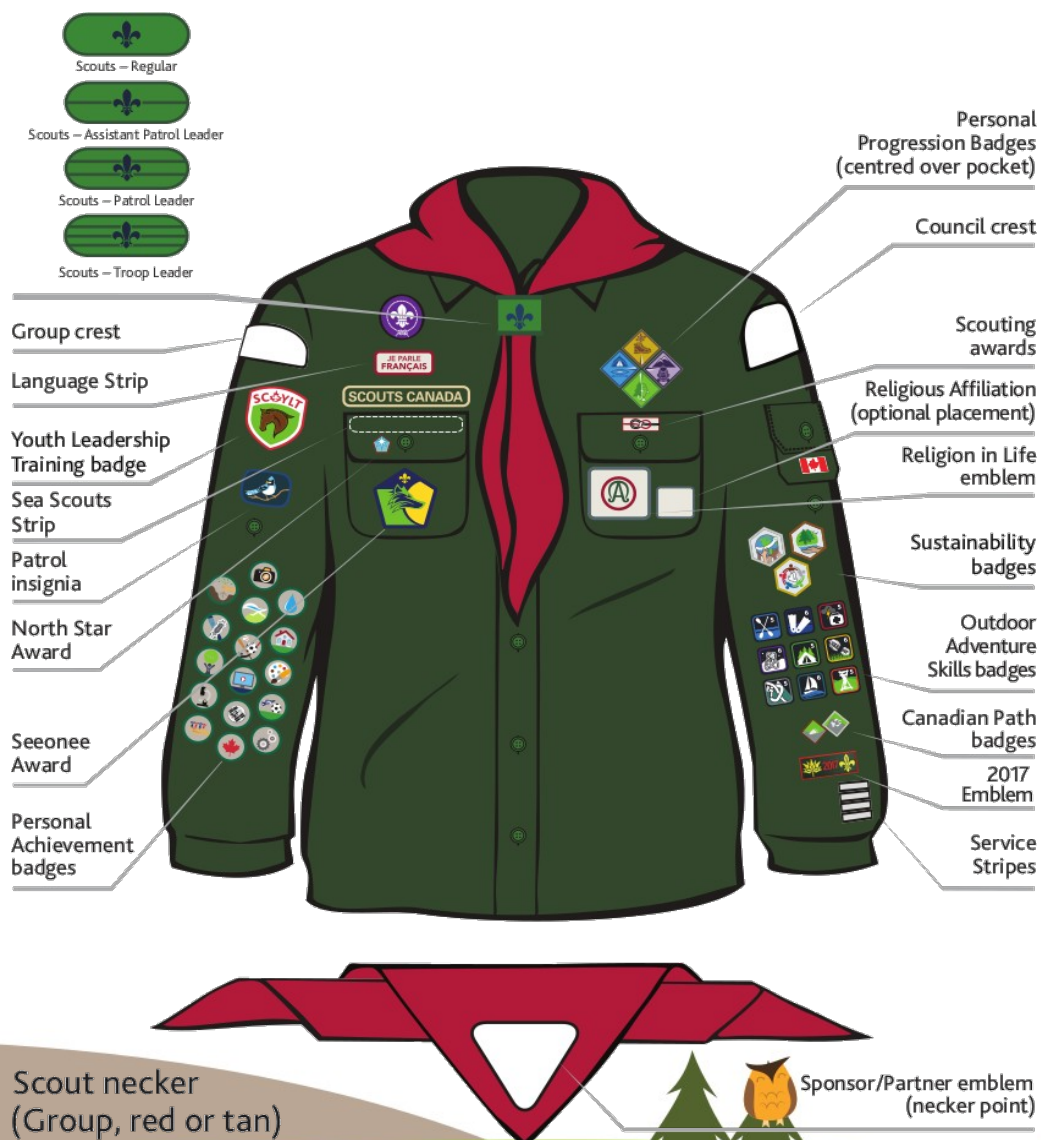 Scouts – Regular
Scouts – Assistant Patrol Leader
Scouts – Patrol Leader
Scouts – Troop Leader
Group crest
Language Strip
Youth Leadership
Training badge
Sea Scouts
Strip
Patrol
insignia
North Star
Award
Seeonee
Award
Personal
Achievement
badges
JE PARLE
FRANÇAIS
SCOUTS CANADA
SCOYLT
Personal
Progression Badges
(centred over pocket)
Council crest
Scouting
awards
Religious Affiliation
(optional placement)
Religion in Life
emblem
Sustainability
badges
Outdoor
Adventure
Skills badges
Canadian Path
badges
2017
2017
Emblem
Service
Stripes
Scout necker
(Group, red or tan)
Sponsor/Partner emblem
(necker point)